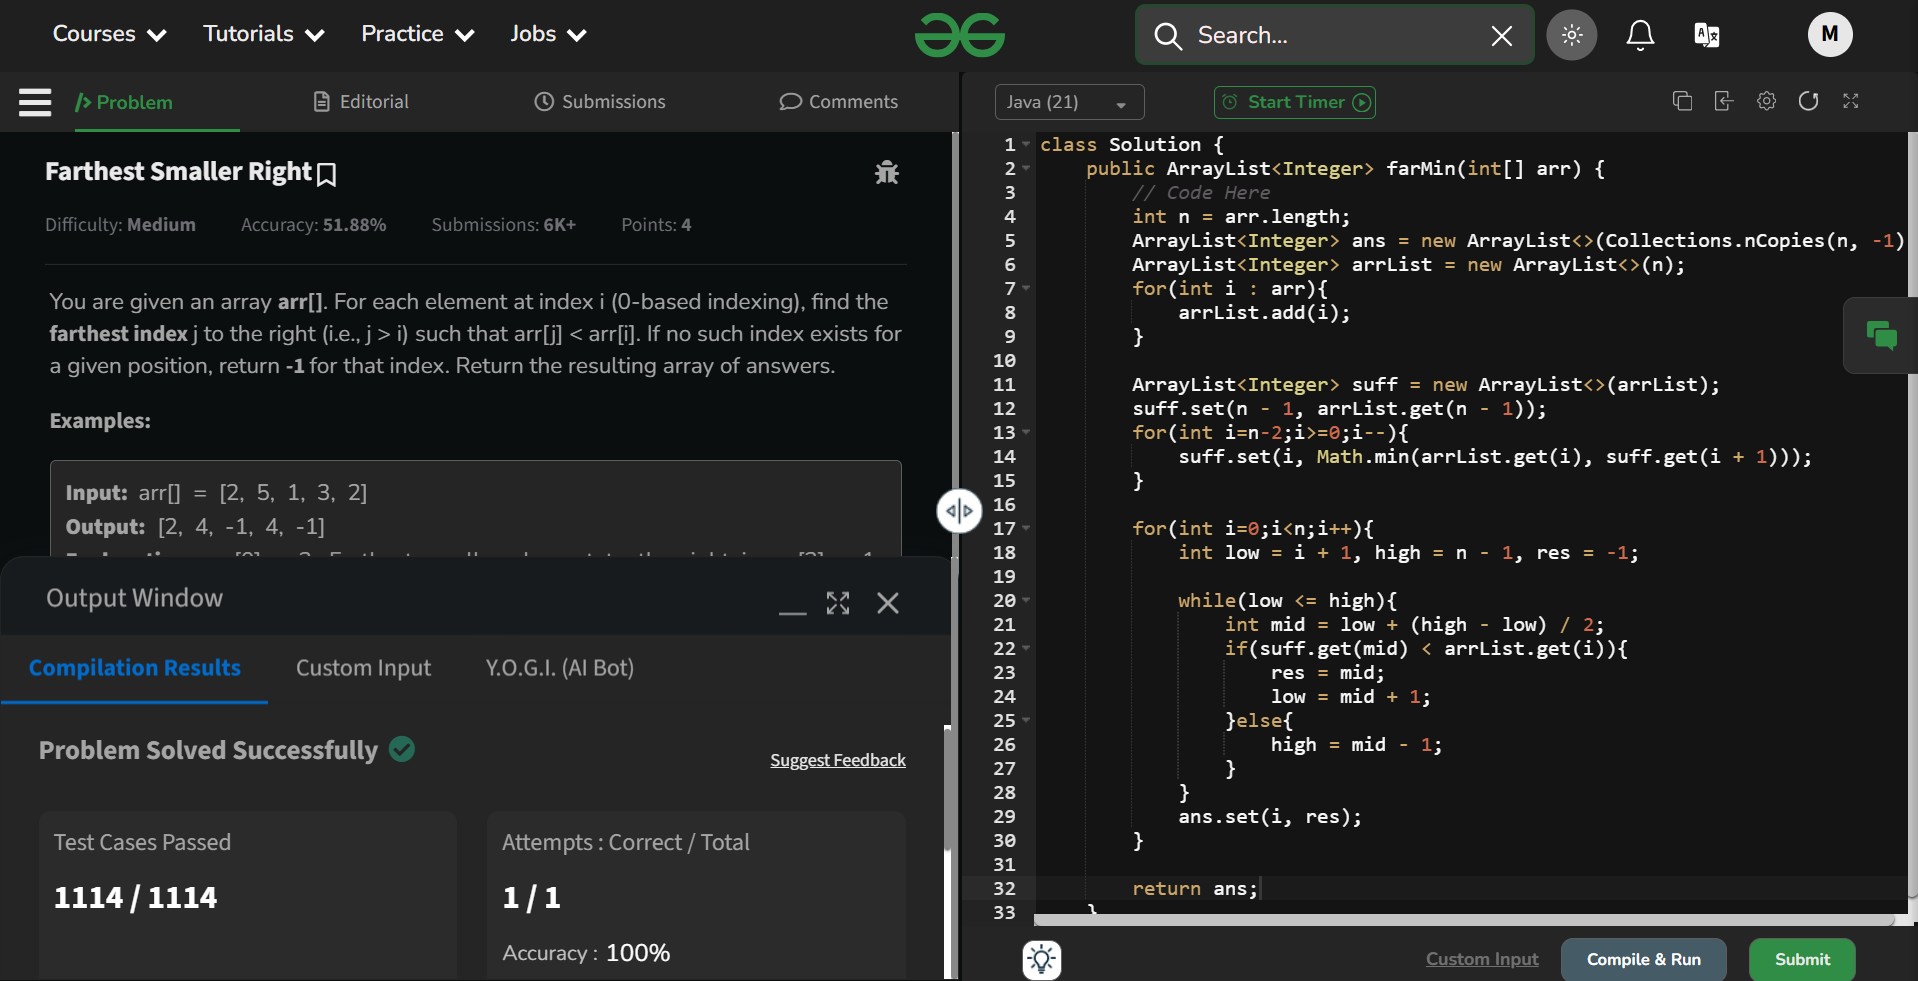 Courses Tutorials Practice Jobs Search... M
Problem Editorial Submissions Comments
Farthest Smaller Right
Difficulty: Medium Accuracy: 51.88% Submissions: 6K+ Points: 4
You are given an array arr[]. For each element at index i (0-based indexing), find the
farthest index j to the right (i.e., j > i) such that arr[j] < arr[i]. If no such index exists for
a given position, return -1 for that index. Return the resulting array of answers.
Examples:
Input: arr[] = [2, 5, 1, 3, 2]
Output: [2, 4, -1, 4, -1]
Output Window
Compilation Results Custom Input Y.O.G.I. (AI Bot)
Problem Solved Successfully
Suggest Feedback
Test Cases Passed
1114 / 1114
Attempts : Correct / Total
1 / 1
Accuracy : 100%
Java (21) Start Timer
1 class Solution {
2 public ArrayList<Integer> farMin(int[] arr) {
3 // Code Here
4 int n = arr.length;
5 ArrayList<Integer> ans = new ArrayList<>(Collections.nCopies(n, -1)
6 ArrayList<Integer> arrList = new ArrayList<>(n);
7 for(int i : arr){
8 arrList.add(i);
9 }
10
11 ArrayList<Integer> suff = new ArrayList<>(arrList);
12 suff.set(n - 1, arrList.get(n - 1));
13 for(int i=n-2;i>=0;i--){
14 suff.set(i, Math.min(arrList.get(i), suff.get(i + 1)));
15 }
16
17 for(int i=0;i<n;i++){
18 int low = i + 1, high = n - 1, res = -1;
19
20 while(low <= high){
21 int mid = low + (high - low) / 2;
22 if(suff.get(mid) < arrList.get(i)){
23 res = mid;
24 low = mid + 1;
25 }else{
26 high = mid - 1;
27 }
28 }
29 ans.set(i, res);
30 }
31
32 return ans;
33 }
Custom Input Compile & Run Submit